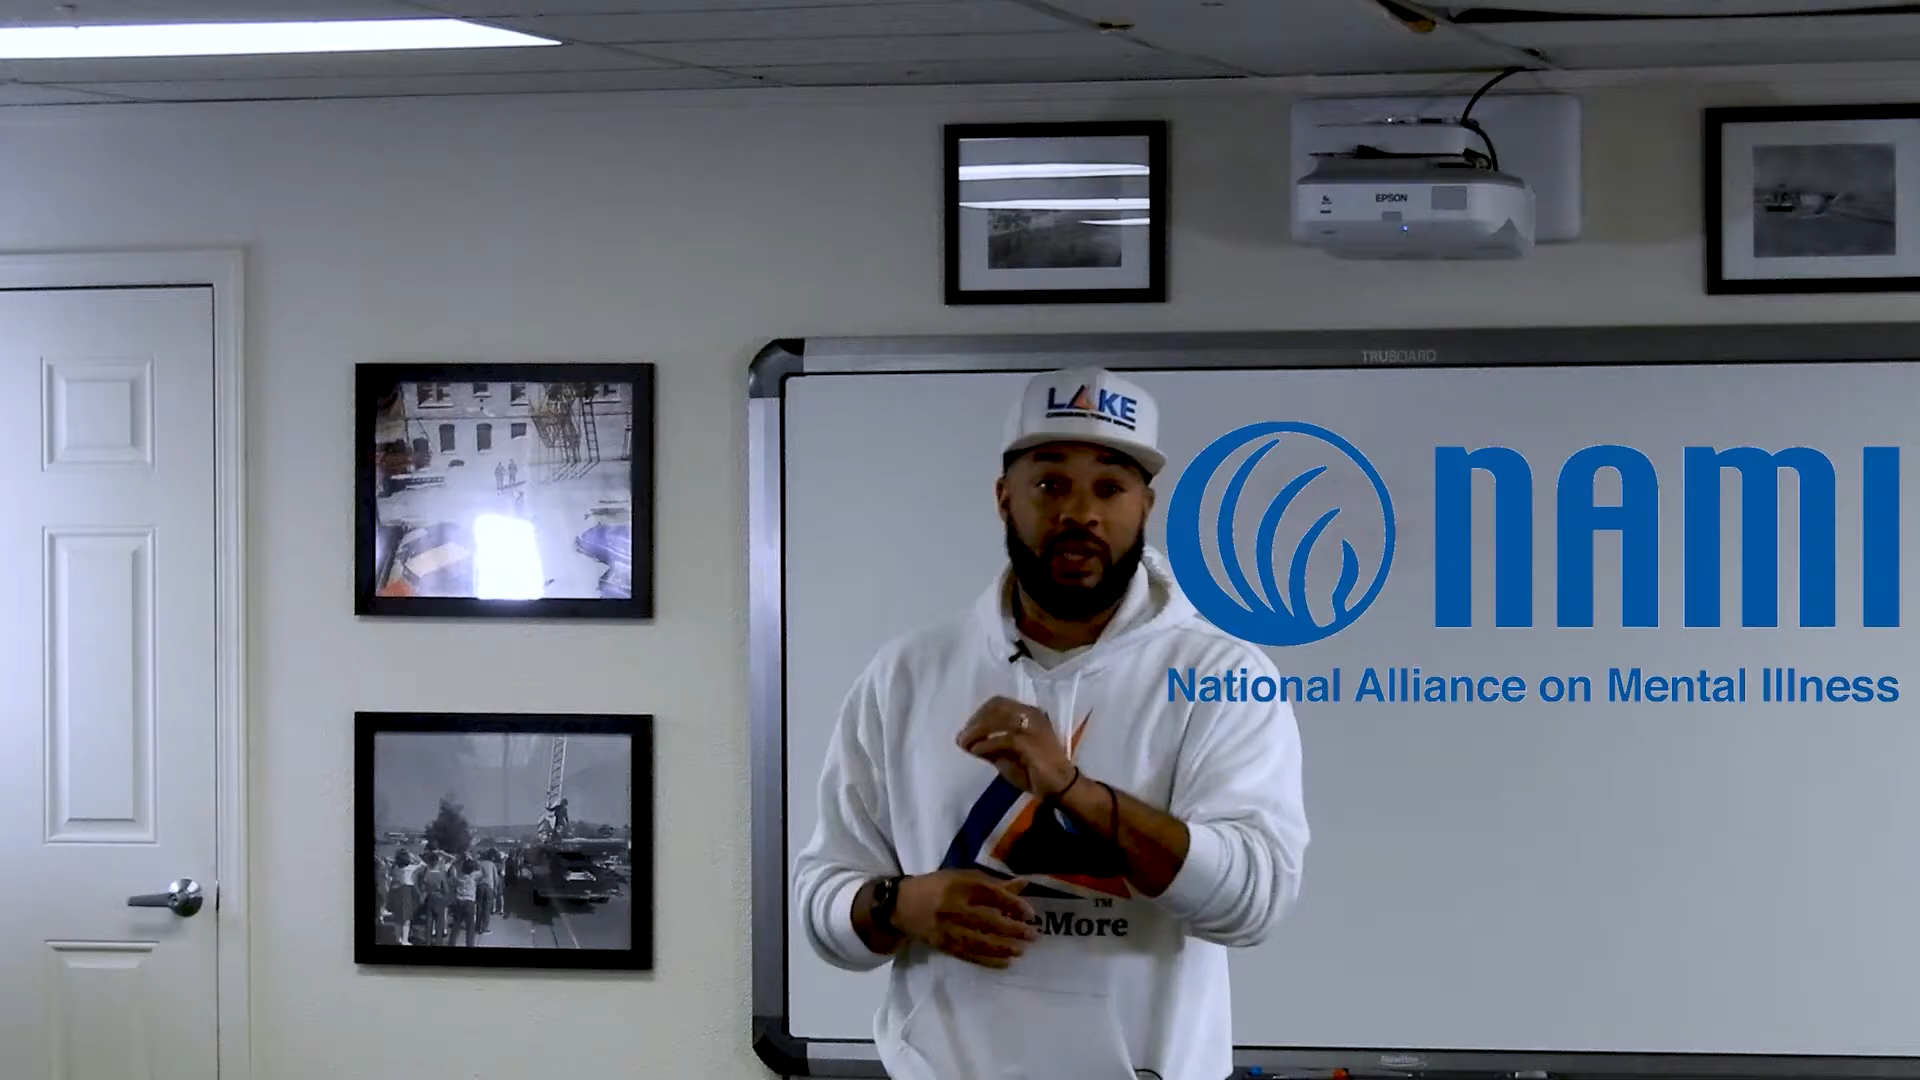 EPSON
TRUBOARD
LAKE
NAMI
National Alliance on Mental Illness
TM
eMore